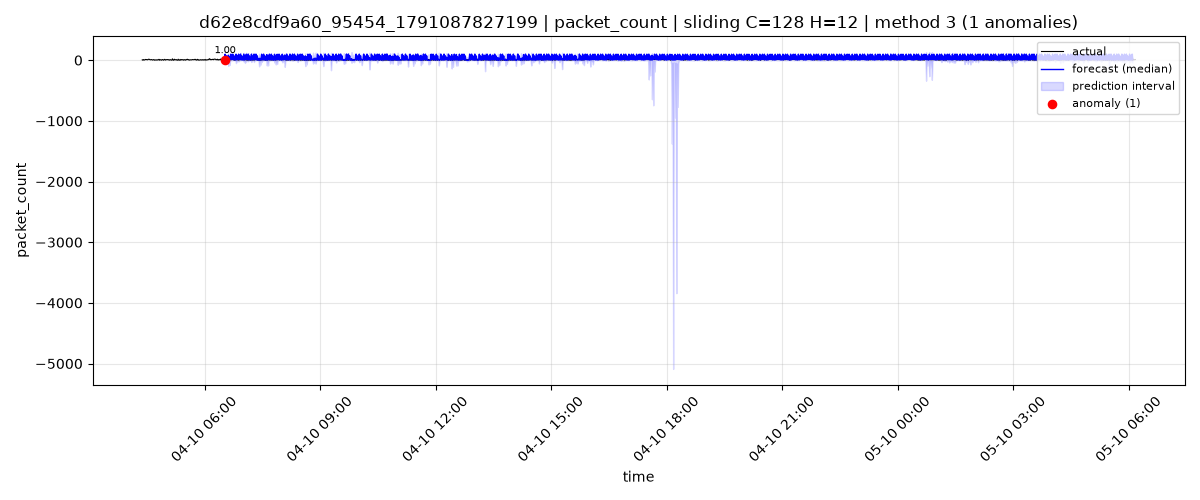 d62e8cdf9a60_95454_1791087827199 | packet_count | sliding C=128 H=12 | method 3 (1 anomalies)
1.00
actual
forecast (median)
prediction interval
anomaly (1)
packet_count
0
−1000
−2000
−3000
−4000
−5000
04-10 06:00
04-10 09:00
04-10 12:00
04-10 15:00
04-10 18:00
04-10 21:00
05-10 00:00
05-10 03:00
05-10 06:00
time